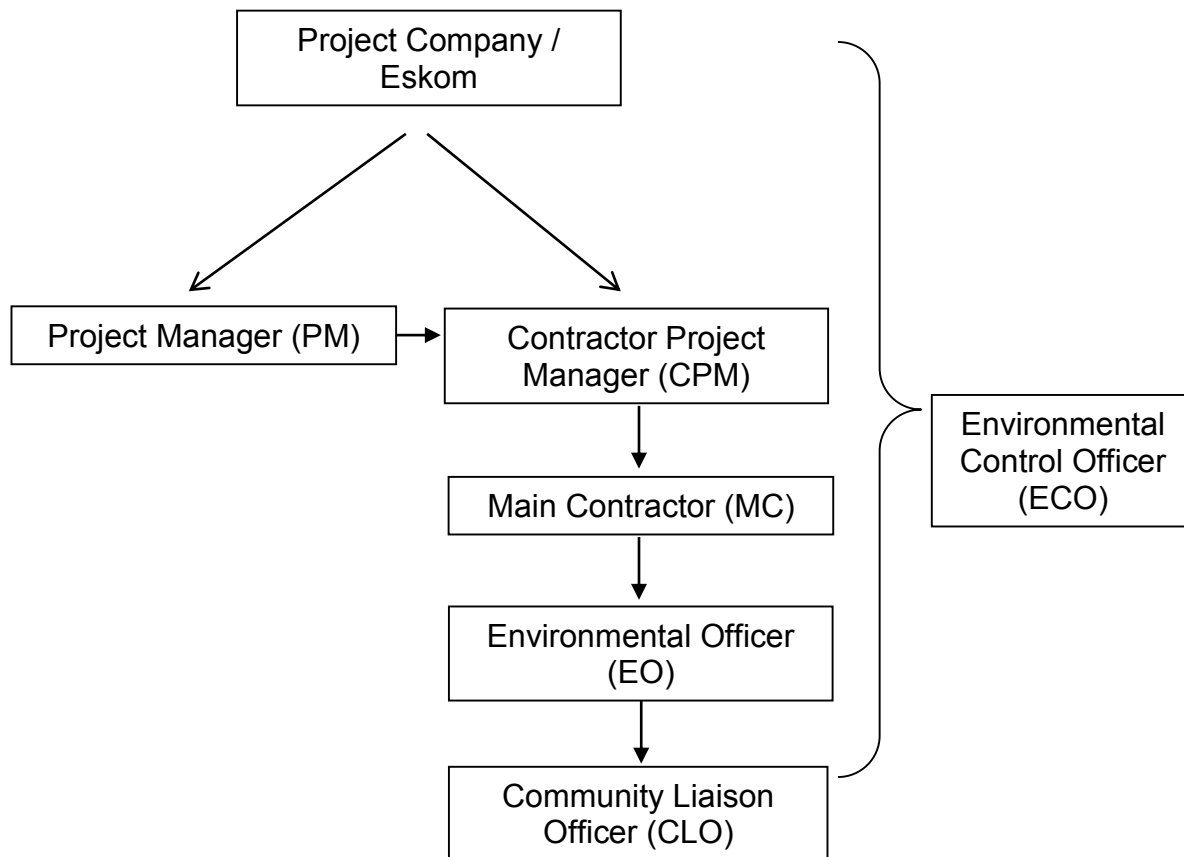 Project Company /
Eskom
Project Manager (PM)
Contractor Project
Manager (CPM)
Main Contractor (MC)
Environmental
Control Officer
(ECO)
Environmental Officer
(EO)
Community Liaison
Officer (CLO)